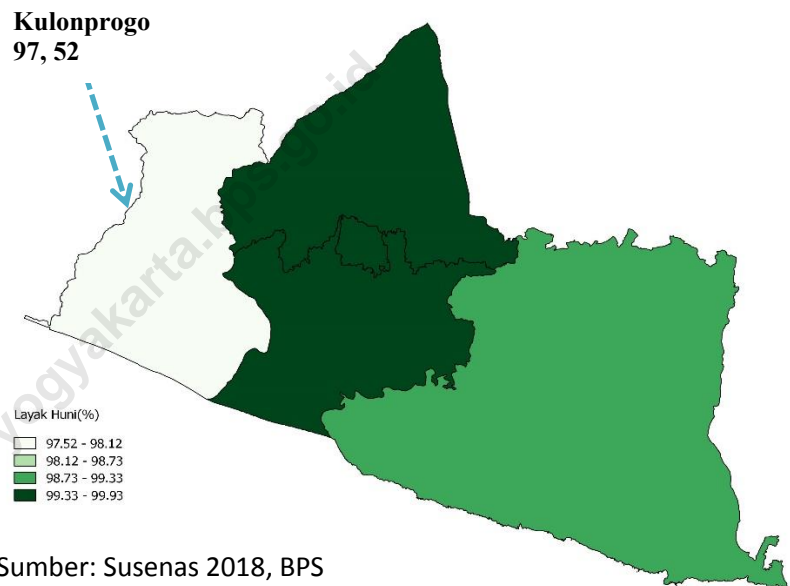 Kulonprogo
97, 52
yogyakarta.bps.go.id
Layak Huni(%)
97.52 - 98.12
98.12 - 98.73
98.73 - 99.33
99.33 - 99.93
Sumber: Susenas 2018, BPS